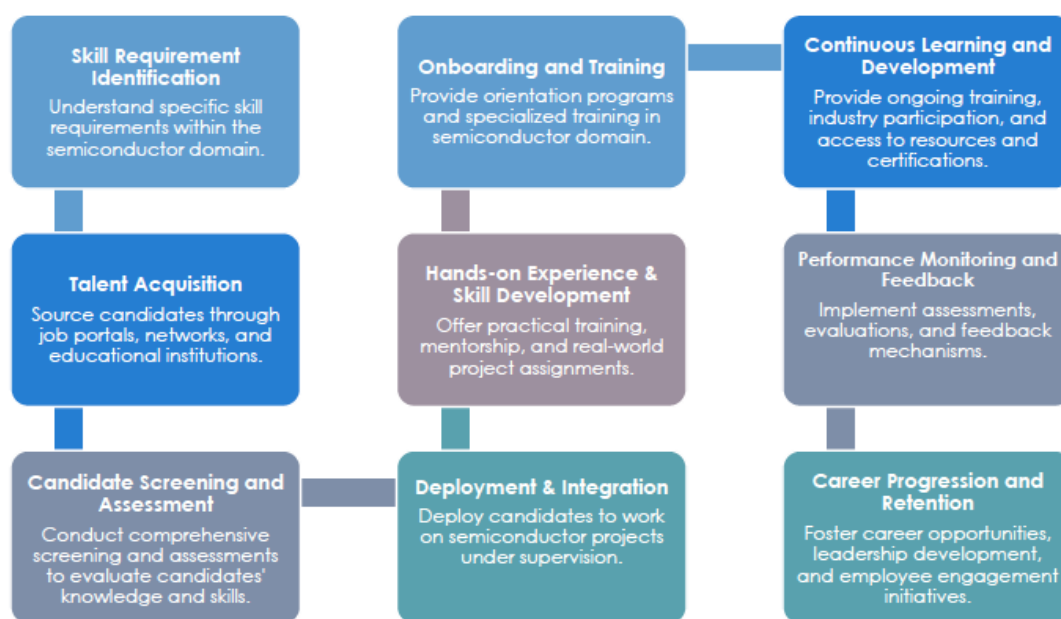 Skill Requirement
Identification
Understand specific skill
requirements within the
semiconductor domain.
Talent Acquisition
Source candidates through
job portals, networks, and
educational institutions.
Candidate Screening and
Assessment
Conduct comprehensive
screening and assessments
to evaluate candidates'
knowledge and skills.
Deployment & Integration
Deploy candidates to work
on semiconductor projects
under supervision.
Hands-on Experience &
Skill Development
Offer practical training,
mentorship, and real-world
project assignments.
Onboarding and Training
Provide orientation programs
and specialized training in
semiconductor domain.
Continuous Learning and
Development
Provide ongoing training,
industry participation, and
access to resources and
certifications.
Performance Monitoring and
Feedback
Implement assessments,
evaluations, and feedback
mechanisms.
Career Progression and
Retention
Foster career opportunities,
leadership development,
and employee engagement
initiatives.